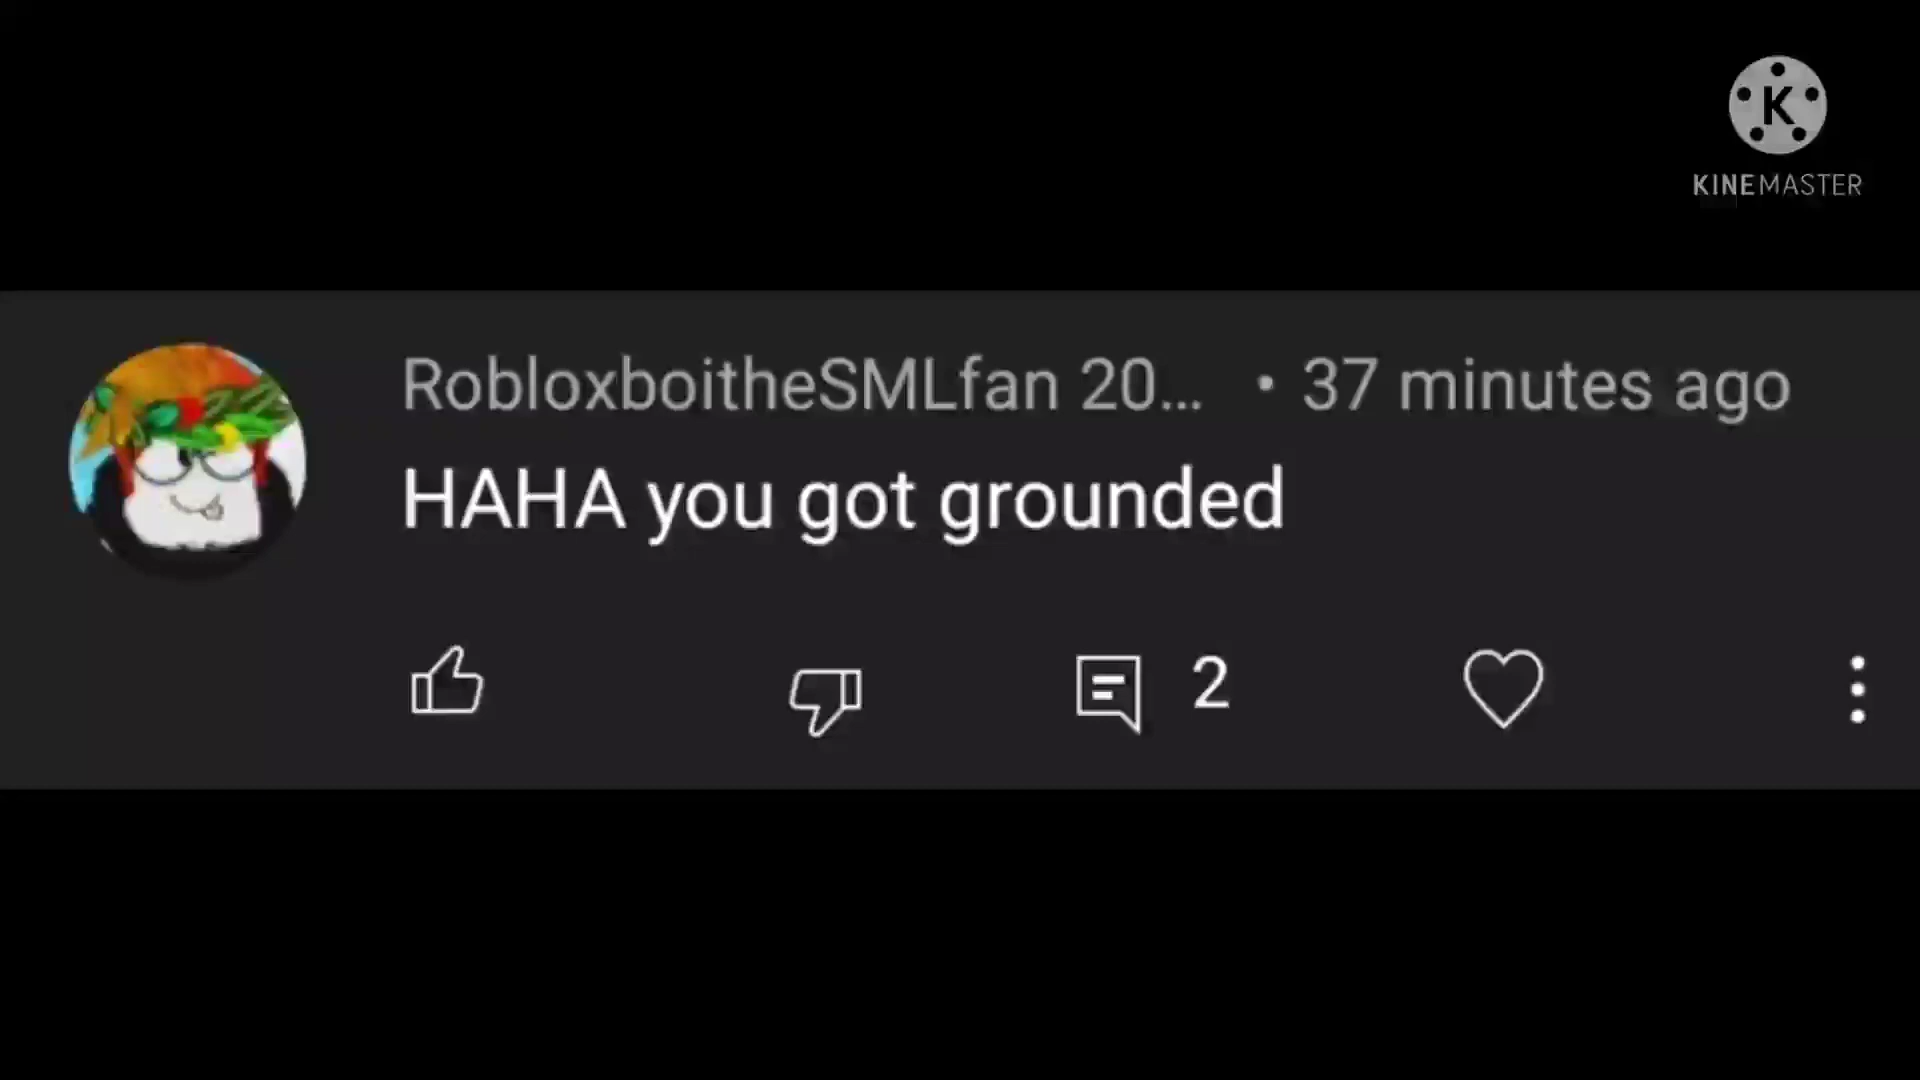 K
KINEMASTER
RobloxboitheSMLfan 20... • 37 minutes ago
HAHA you got grounded
2